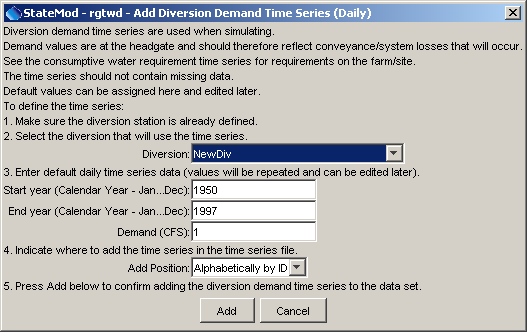 StateMod - rgtwd - Add Diversion Demand Time Series (Daily)
Diversion demand time series are used when simulating.
Demand values are at the headgate and should therefore reflect conveyance/system losses that will occur.
See the consumptive water requirement time series for requirements on the farm/site.
The time series should not contain missing data.
Default values can be assigned here and edited later.
To define the time series:
1. Make sure the diversion station is already defined.
2. Select the diversion that will use the time series.
Diversion: NewDiv
3. Enter default daily time series data (values will be repeated and can be edited later).
Start year (Calendar Year - Jan...Dec): 1950
End year (Calendar Year - Jan...Dec): 1997
Demand (CFS): 1
4. Indicate where to add the time series in the time series file.
Add Position: Alphabetically by ID
5. Press Add below to confirm adding the diversion demand time series to the data set.
Add Cancel